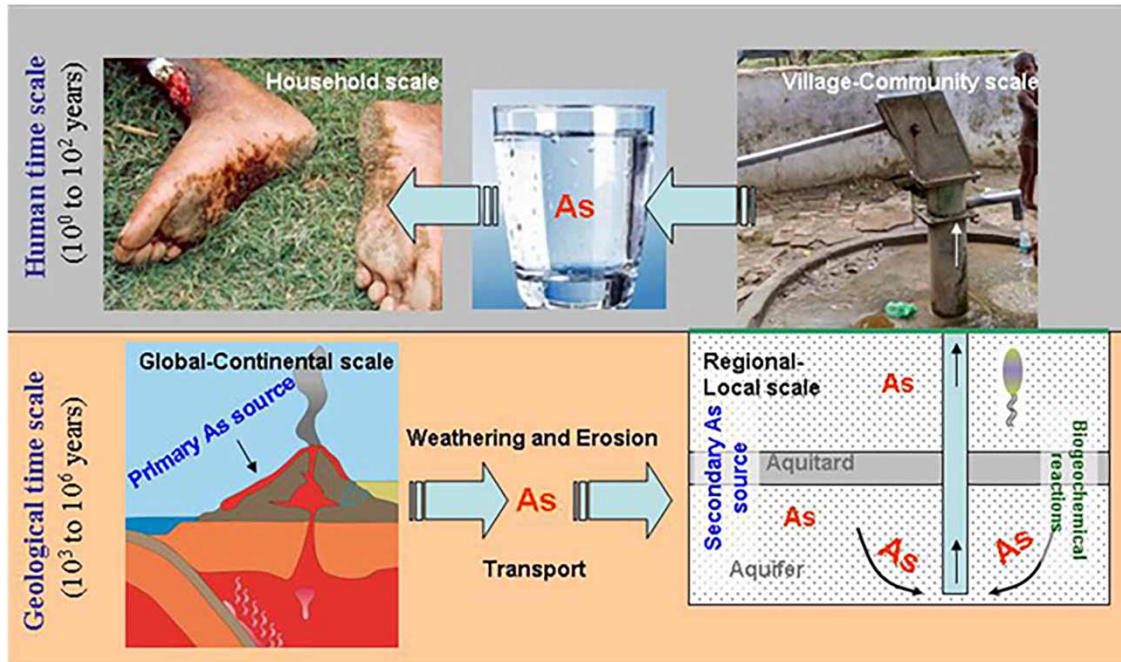 Human time scale
(10⁰ to 10² years)
Household scale
As
Village-Community scale
Geological time scale
(10³ to 10⁶ years)
Global-Continental scale
Primary As source
Weathering and Erosion
As
Transport
Regional-
Local scale
As
Secondary As
source
Aquitard
Biogeochemical
reactions
As
As
As
Aquifer